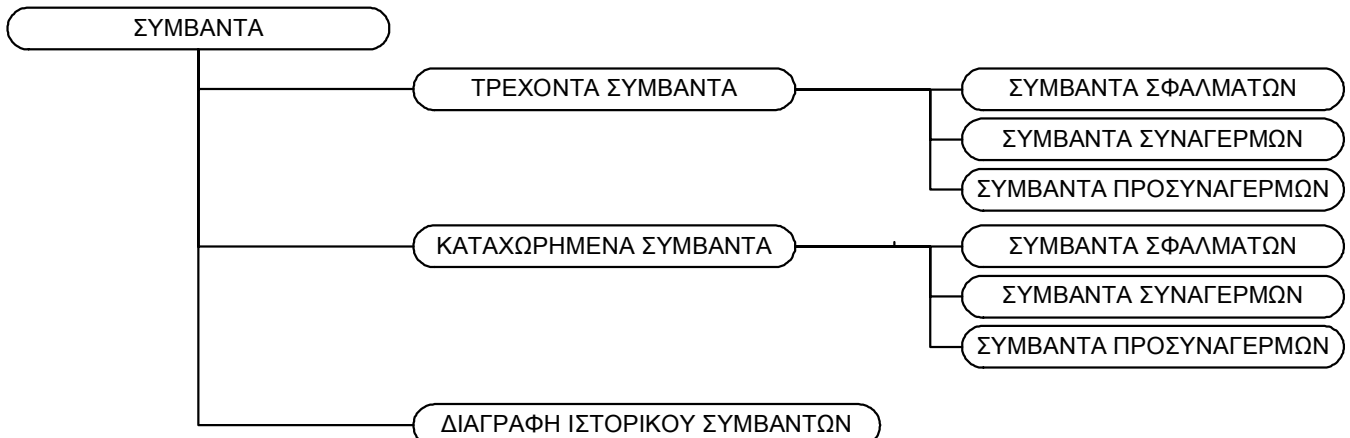 ΣΥΜΒΑΝΤΑ
ΤΡΕΧΟΝΤΑ ΣΥΜΒΑΝΤΑ
ΣΥΜΒΑΝΤΑ ΣΦΑΛΜΑΤΩΝ
ΣΥΜΒΑΝΤΑ ΣΥΝΑΓΕΡΜΩΝ
ΣΥΜΒΑΝΤΑ ΠΡΟΣΥΝΑΓΕΡΜΩΝ
ΚΑΤΑΧΩΡΗΜΕΝΑ ΣΥΜΒΑΝΤΑ
ΣΥΜΒΑΝΤΑ ΣΦΑΛΜΑΤΩΝ
ΣΥΜΒΑΝΤΑ ΣΥΝΑΓΕΡΜΩΝ
ΣΥΜΒΑΝΤΑ ΠΡΟΣΥΝΑΓΕΡΜΩΝ
ΔΙΑΓΡΑΦΗ ΙΣΤΟΡΙΚΟΥ ΣΥΜΒΑΝΤΩΝ